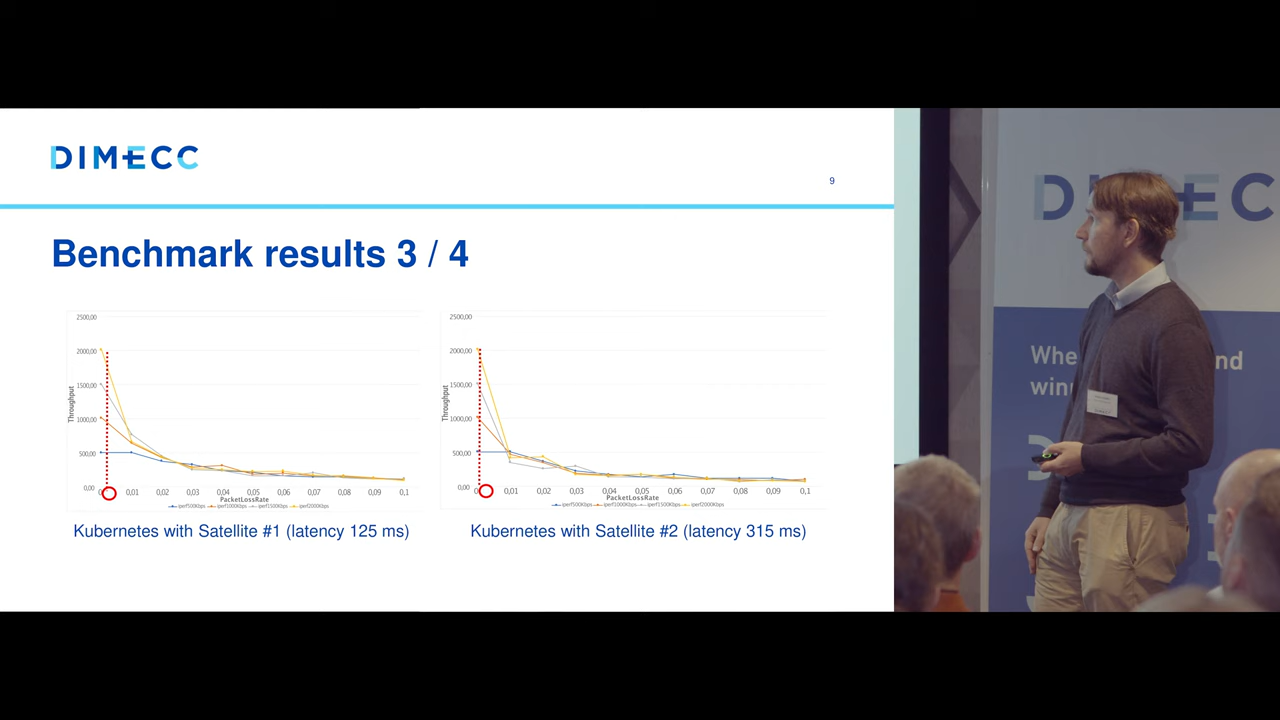 DIMECC
9
Benchmark results 3 / 4
2500,00
2000,00
1500,00
1000,00
500,00
0,00
Throughput
0,01 0,02 0,03 0,04 0,05 0,06 0,07 0,08 0,09 0,1
PacketLossRate
iperf500Kbps iperf1000Kbps iperf1500Kbps iperf2000Kbps
Kubernetes with Satellite #1 (latency 125 ms)
2500,00
2000,00
1500,00
1000,00
500,00
0,00
Throughput
0,01 0,02 0,03 0,04 0,05 0,06 0,07 0,08 0,09 0,1
PacketLossRate
iperf500Kbps iperf1000Kbps iperf1500Kbps iperf2000Kbps
Kubernetes with Satellite #2 (latency 315 ms)